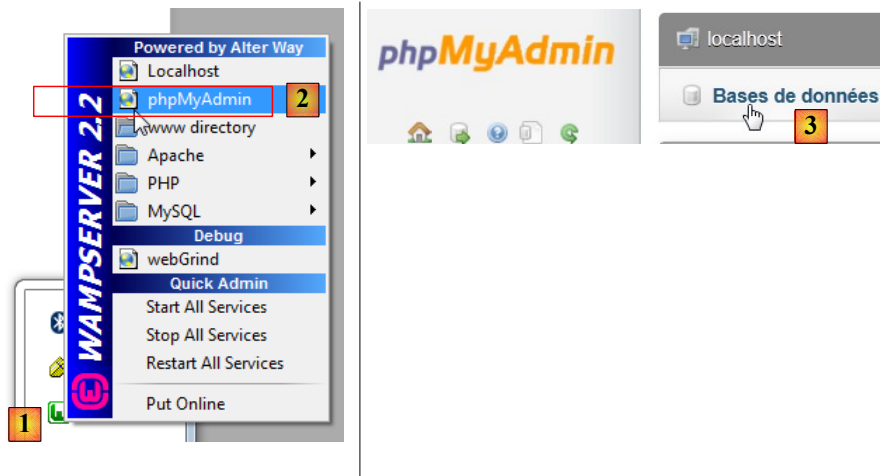 Powered by Alter Way
Localhost
phpMyAdmin
2
www directory
Apache
PHP
MySQL
Debug
webGrind
Quick Admin
Start All Services
Stop All Services
Restart All Services
Put Online
WAMPSERVER 2.2
1
phpMyAdmin
localhost
Bases de données
3